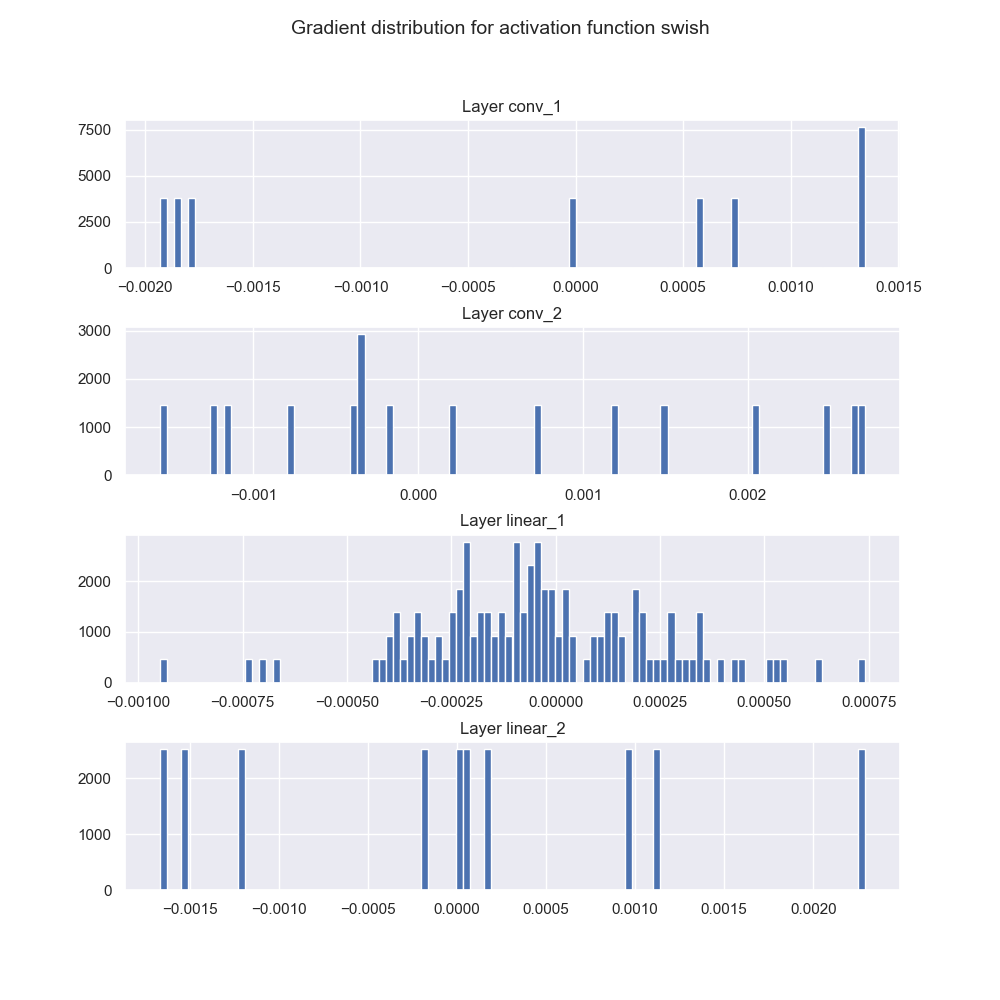 Gradient distribution for activation function swish
Layer conv_1
7500
5000
2500
0
−0.0020 −0.0015 −0.0010 −0.0005 0.0000 0.0005 0.0010 0.0015
Layer conv_2
3000
2000
1000
0
−0.001 0.000 0.001 0.002
Layer linear_1
2000
1000
0
−0.00100 −0.00075 −0.00050 −0.00025 0.00000 0.00025 0.00050 0.00075
Layer linear_2
2000
1000
0
−0.0015 −0.0010 −0.0005 0.0000 0.0005 0.0010 0.0015 0.0020